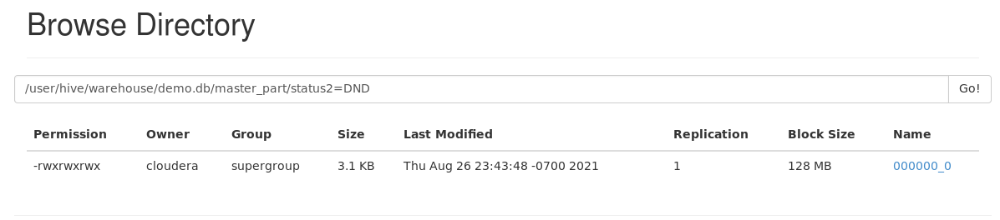 Browse Directory
/user/hive/warehouse/demo.db/master_part/status2=DND Go!
Permission Owner Group Size Last Modified Replication Block Size Name
-rwxrwxrwx cloudera supergroup 3.1 KB Thu Aug 26 23:43:48 -0700 2021 1 128 MB 000000_0